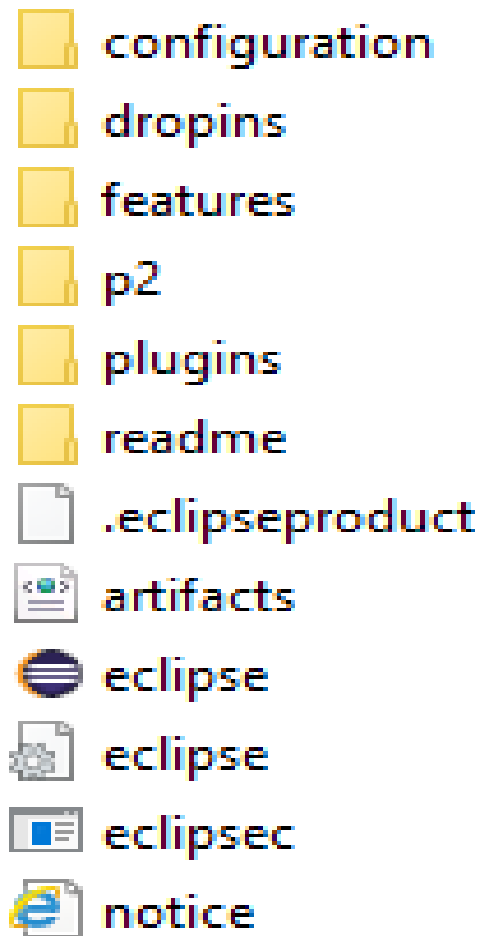 configuration
dropins
features
p2
plugins
readme
.eclipseproduct
artifacts
eclipse
eclipse
eclipsec
notice